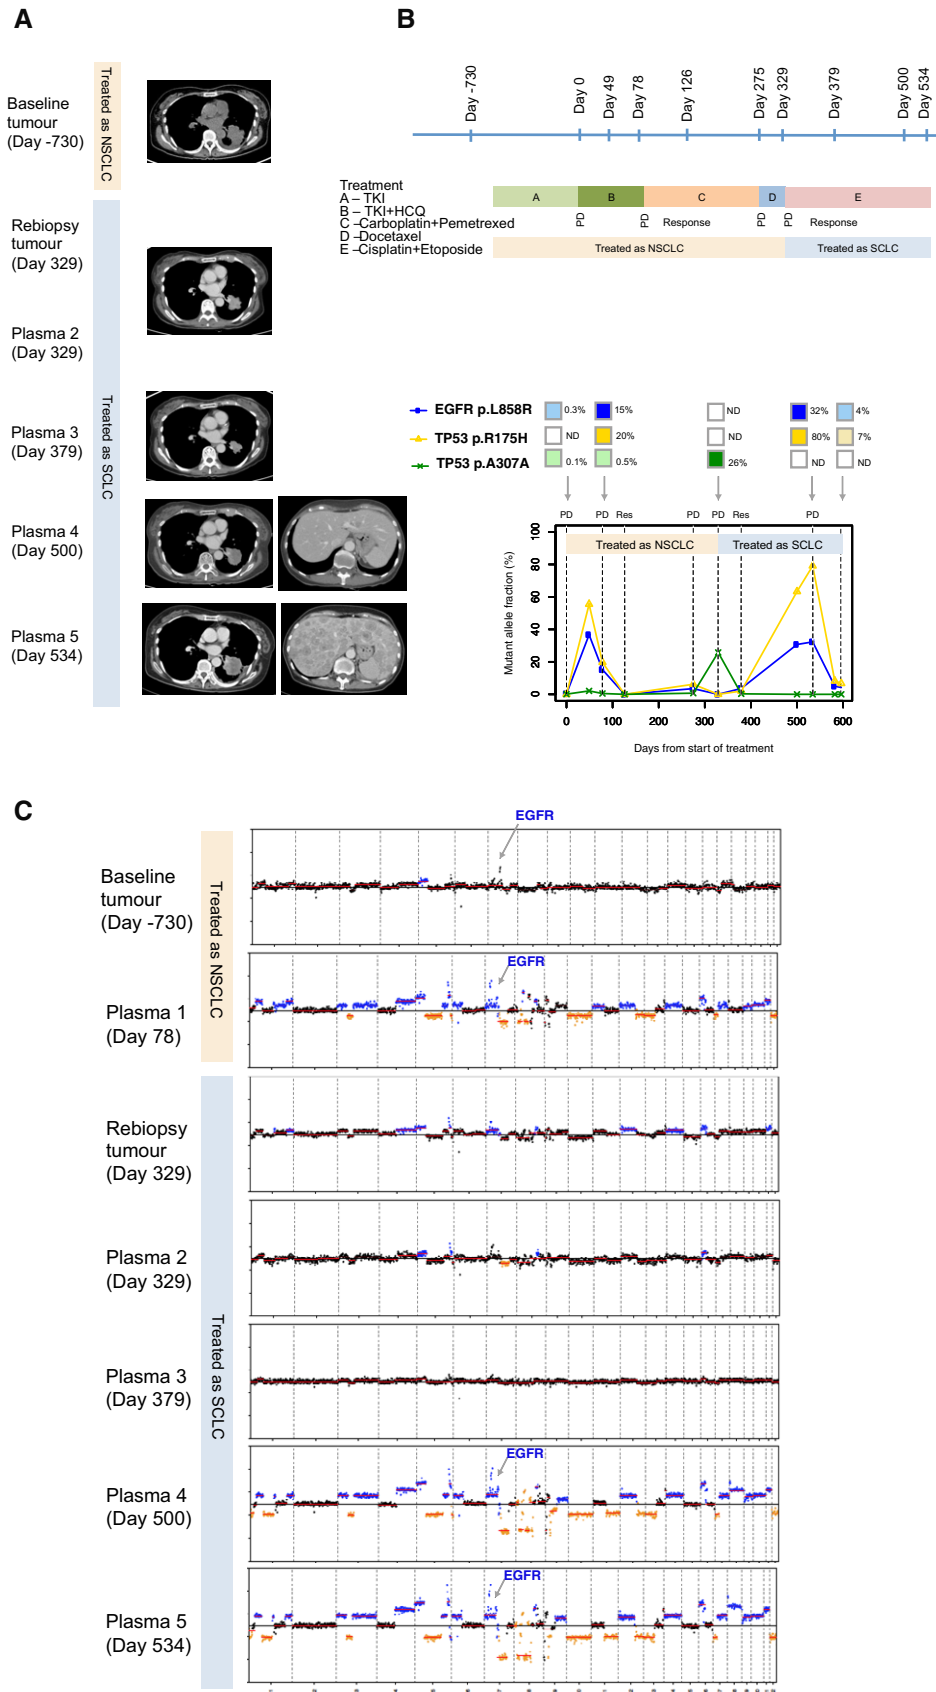 A
Treated as NSCLC
Baseline
tumour
(Day -730)
Treated as SCLC
Rebiopsy
tumour
(Day 329)
Plasma 2
(Day 329)
Plasma 3
(Day 379)
Plasma 4
(Day 500)
Plasma 5
(Day 534)
B
Day -730
Day 0
Day 49
Day 78
Day 126
Day 275
Day 329
Day 379
Day 500
Day 534
Treatment
A – TKI
B – TKI+HCQ
C –Carboplatin+Pemetrexed
D –Docetaxel
E –Cisplatin+Etoposide
A B C D E
PD PD Response PD PD Response
Treated as NSCLC Treated as SCLC
EGFR p.L858R 0.3% 15% ND 32% 4%
TP53 p.R175H ND 20% ND 80% 7%
TP53 p.A307A 0.1% 0.5% 26% ND ND
PD PD Res PD PD Res PD
Treated as NSCLC Treated as SCLC
Mutant allele fraction (%)
100
80
60
40
20
0
0 100 200 300 400 500 600
Days from start of treatment
C
EGFR
Treated as NSCLC
Baseline
tumour
(Day -730)
EGFR
Plasma 1
(Day 78)
Treated as SCLC
Rebiopsy
tumour
(Day 329)
Plasma 2
(Day 329)
Plasma 3
(Day 379)
EGFR
Plasma 4
(Day 500)
EGFR
Plasma 5
(Day 534)